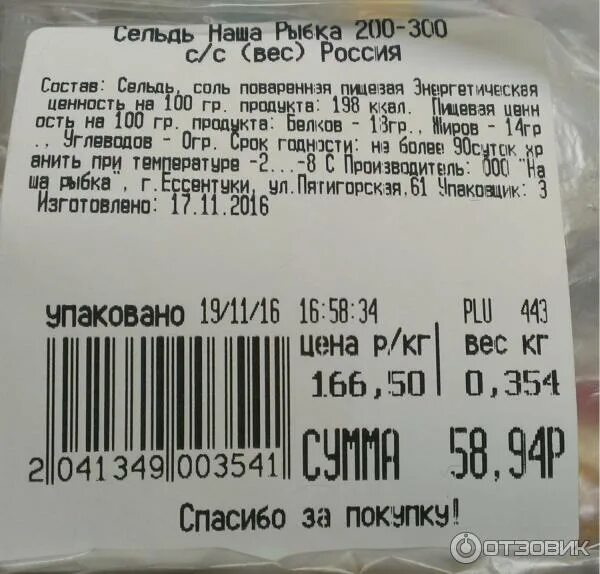 Сельдь Наша Рыбка 200-300
с/с (вес) Россия
Состав: Сельдь, соль поваренная пищевая Энергетическая
ценность на 100 гр. продукта: 198 ккал. Пищевая ценн
ость на 100 гр. продукта: Белков - 18гр., Жиров - 14гр
., Углеводов - 0гр. Срок годности: не более 90суток хр
анить при температуре -2...-8 С Производитель: ООО "На
ша рыбка", г.Ессентуки, ул.Пятигорская,61 Упаковщик: 3
Изготовлено: 17.11.2016
упаковано 19/11/16 16:58:34 PLU 443
цена р/кг вес кг
166,50 0,354
2 041349 003541
СУММА 58,94Р
Спасибо за покупку!
ОТЗОВИК